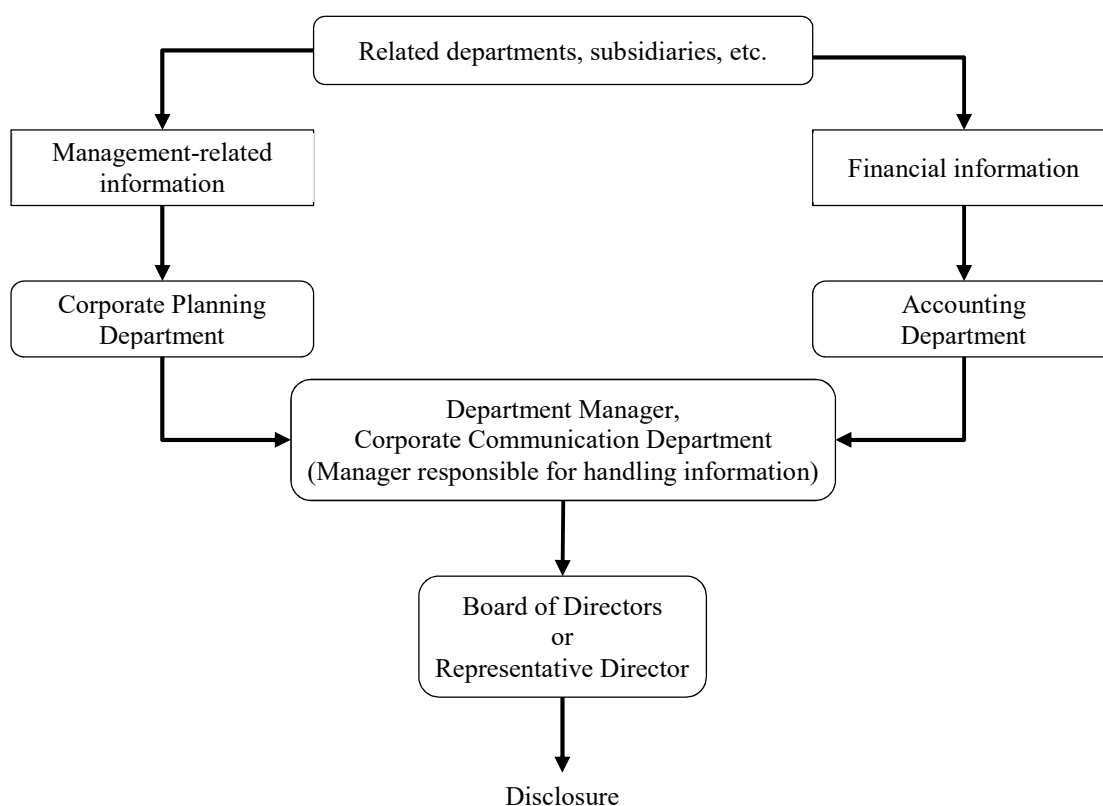 Related departments, subsidiaries, etc.
Management-related
information
Financial information
Corporate Planning
Department
Accounting
Department
Department Manager,
Corporate Communication Department
(Manager responsible for handling information)
Board of Directors
or
Representative Director
Disclosure